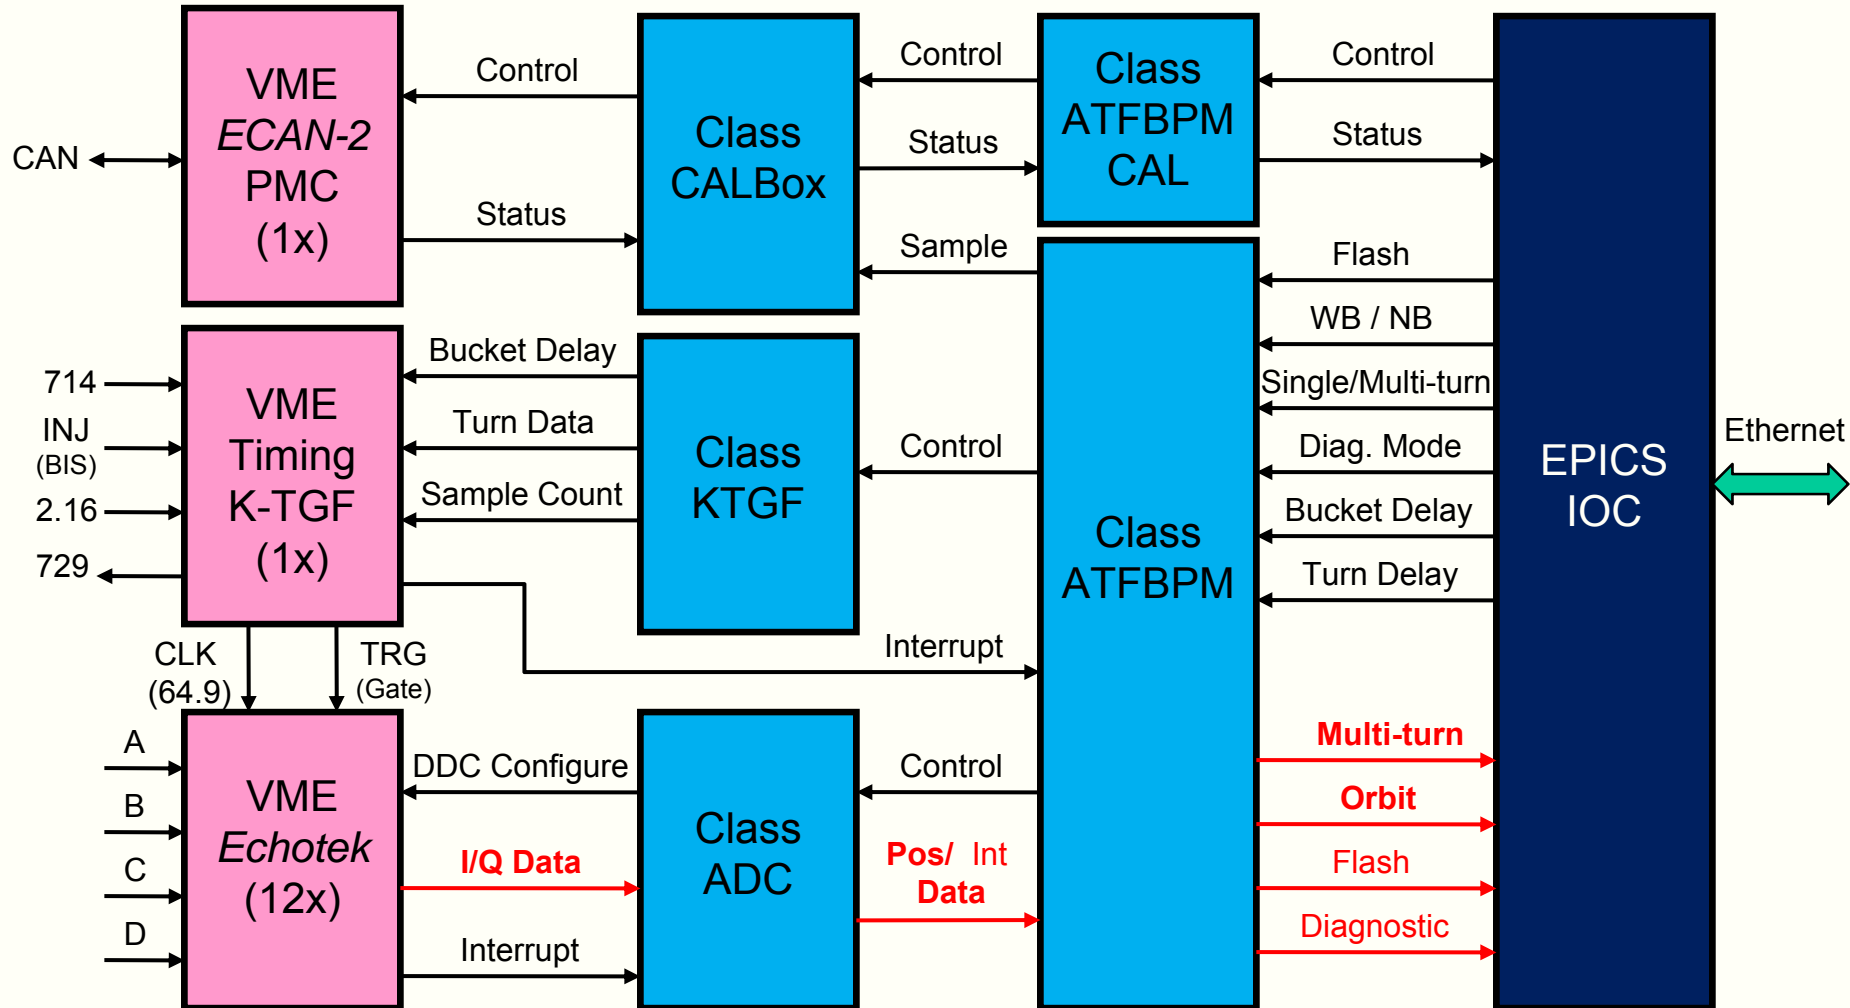 VME
ECAN-2
PMC
(1x)
CAN
Control
Status
Class
CALBox
Control
Status
Sample
Class
ATFBPM
CAL
Control
Status
Flash
WB / NB
Single/Multi-turn
Diag. Mode
Bucket Delay
Turn Delay
EPICS
IOC
Ethernet
714
INJ
(BIS)
2.16
729
VME
Timing
K-TGF
(1x)
Bucket Delay
Turn Data
Sample Count
Class
KTGF
Control
Class
ATFBPM
Interrupt
CLK
(64.9)
TRG
(Gate)
A
B
C
D
VME
Echotek
(12x)
DDC Configure
I/Q Data
Interrupt
Class
ADC
Control
Pos/ Int
Data
Multi-turn
Orbit
Flash
Diagnostic